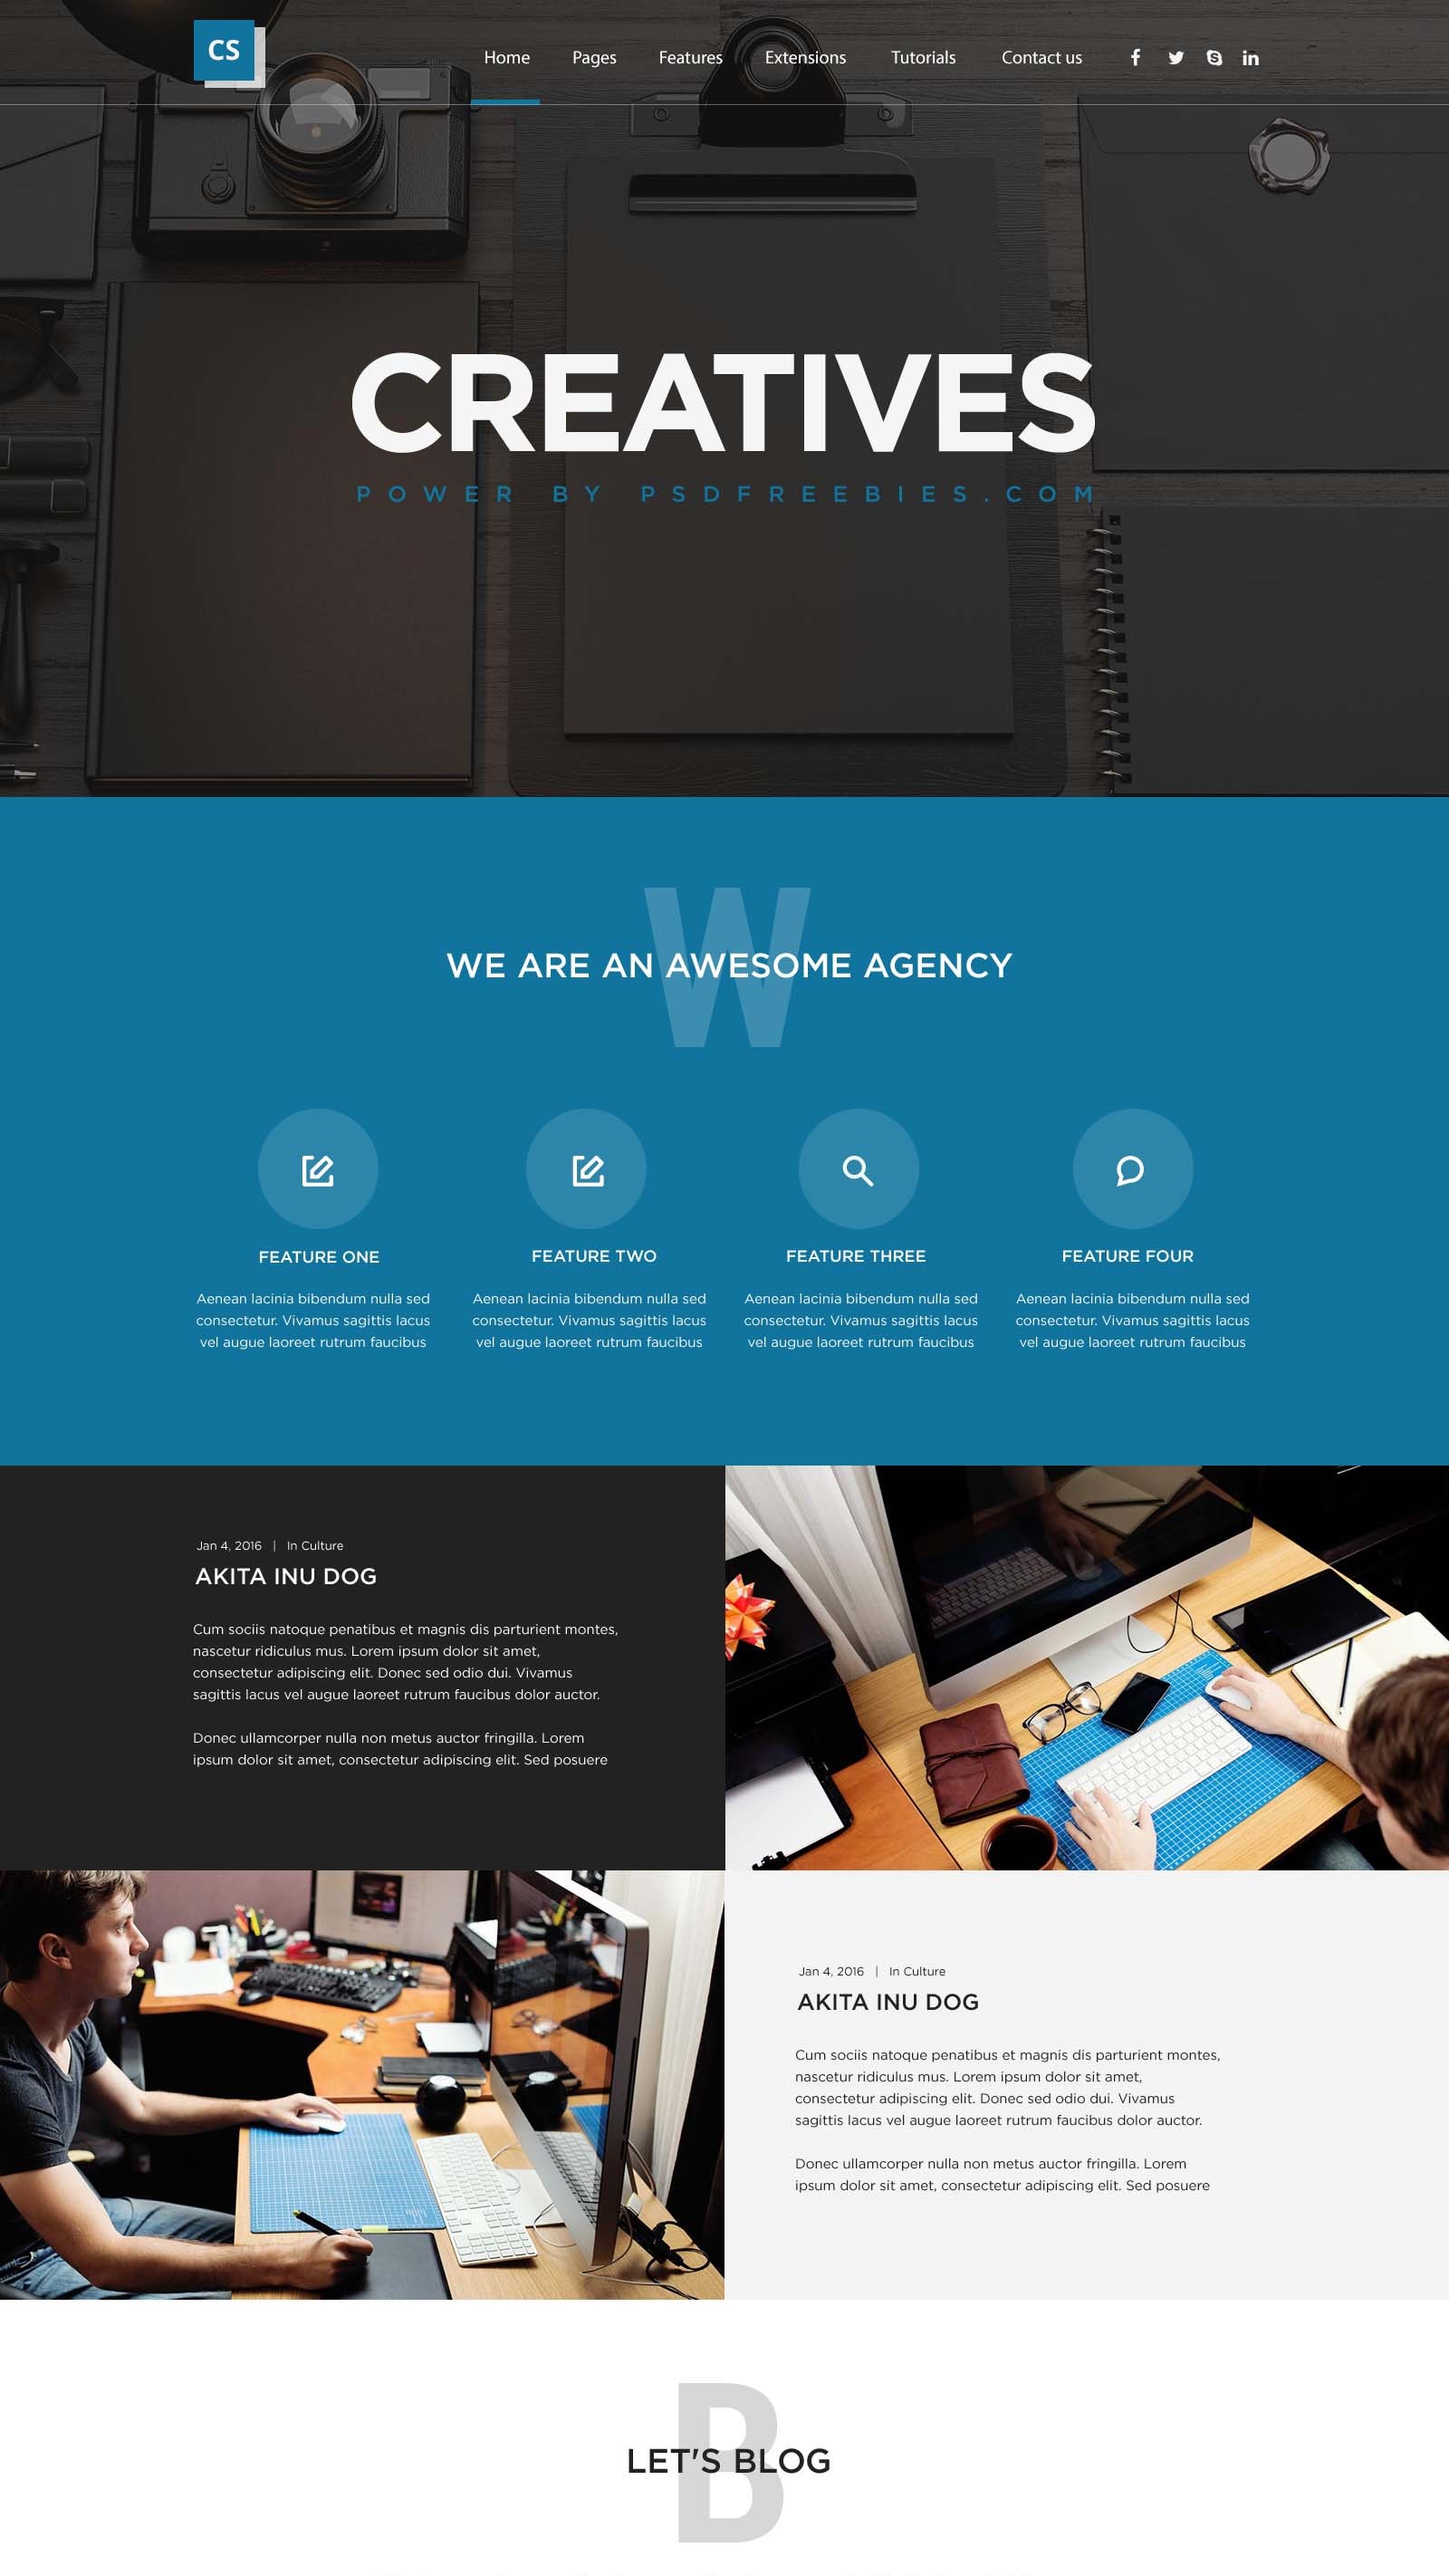 CS
Home Pages Features Extensions Tutorials Contact us
CREATIVES
POWER BY PSDFREEBIES.COM
W
WE ARE AN AWESOME AGENCY
FEATURE ONE
Aenean lacinia bibendum nulla sed
consectetur. Vivamus sagittis lacus
vel augue laoreet rutrum faucibus
FEATURE TWO
Aenean lacinia bibendum nulla sed
consectetur. Vivamus sagittis lacus
vel augue laoreet rutrum faucibus
FEATURE THREE
Aenean lacinia bibendum nulla sed
consectetur. Vivamus sagittis lacus
vel augue laoreet rutrum faucibus
FEATURE FOUR
Aenean lacinia bibendum nulla sed
consectetur. Vivamus sagittis lacus
vel augue laoreet rutrum faucibus
Jan 4, 2016 | In Culture
AKITA INU DOG
Cum sociis natoque penatibus et magnis dis parturient montes,
nascetur ridiculus mus. Lorem ipsum dolor sit amet,
consectetur adipiscing elit. Donec sed odio dui. Vivamus
sagittis lacus vel augue laoreet rutrum faucibus dolor auctor.
Donec ullamcorper nulla non metus auctor fringilla. Lorem
ipsum dolor sit amet, consectetur adipiscing elit. Sed posuere
Jan 4, 2016 | In Culture
AKITA INU DOG
Cum sociis natoque penatibus et magnis dis parturient montes,
nascetur ridiculus mus. Lorem ipsum dolor sit amet,
consectetur adipiscing elit. Donec sed odio dui. Vivamus
sagittis lacus vel augue laoreet rutrum faucibus dolor auctor.
Donec ullamcorper nulla non metus auctor fringilla. Lorem
ipsum dolor sit amet, consectetur adipiscing elit. Sed posuere
B
LET'S BLOG